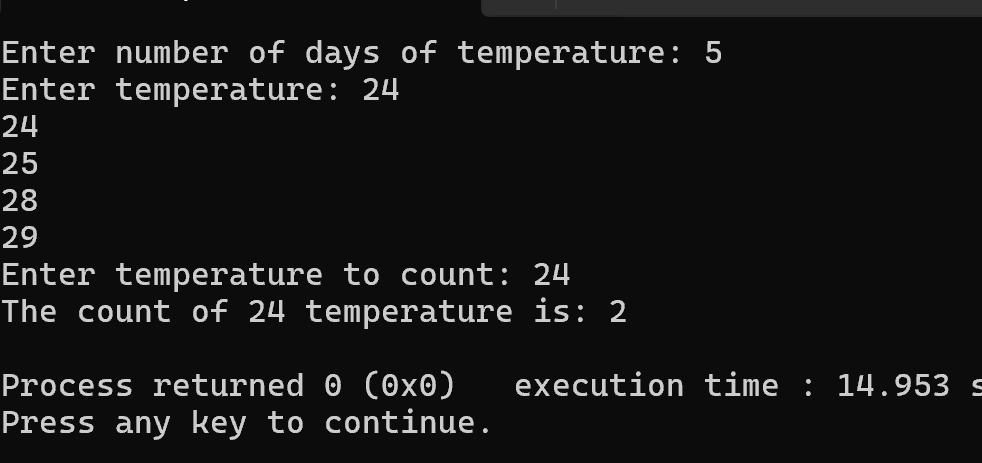 Enter number of days of temperature: 5
Enter temperature: 24
24
25
28
29
Enter temperature to count: 24
The count of 24 temperature is: 2
Process returned 0 (0x0)   execution time : 14.953 s
Press any key to continue.